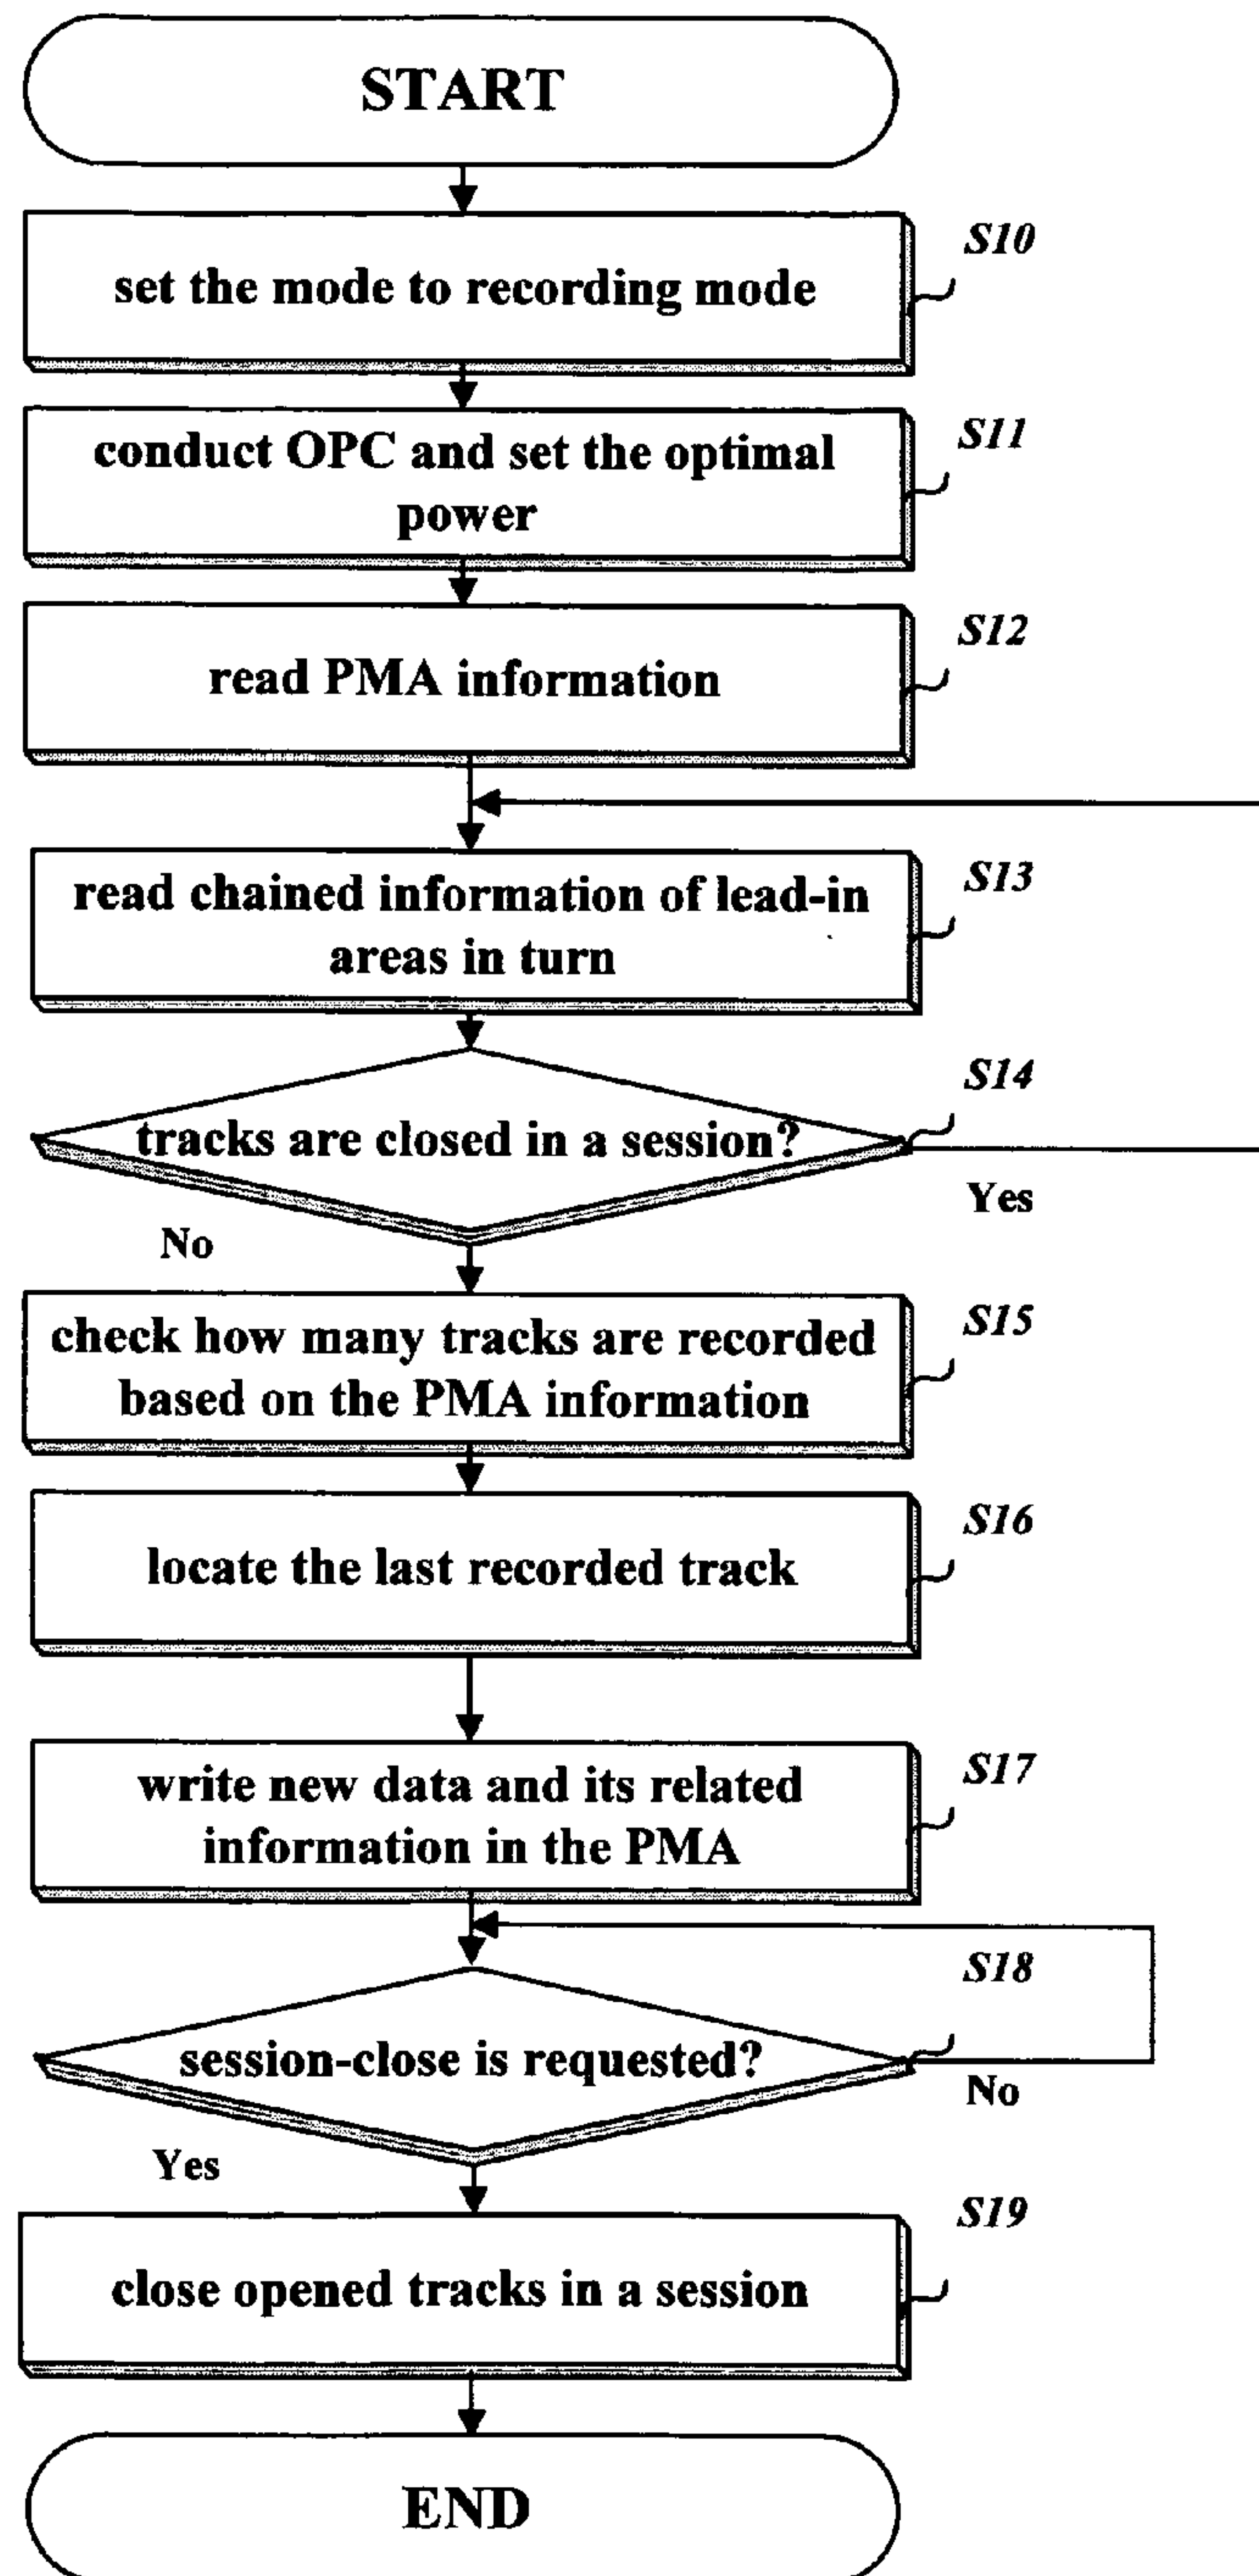 START
S10
set the mode to recording mode
S11
conduct OPC and set the optimal
power
S12
read PMA information
S13
read chained information of lead-in
areas in turn
S14
tracks are closed in a session?
Yes
No
S15
check how many tracks are recorded
based on the PMA information
S16
locate the last recorded track
S17
write new data and its related
information in the PMA
S18
session-close is requested?
No
Yes
S19
close opened tracks in a session
END